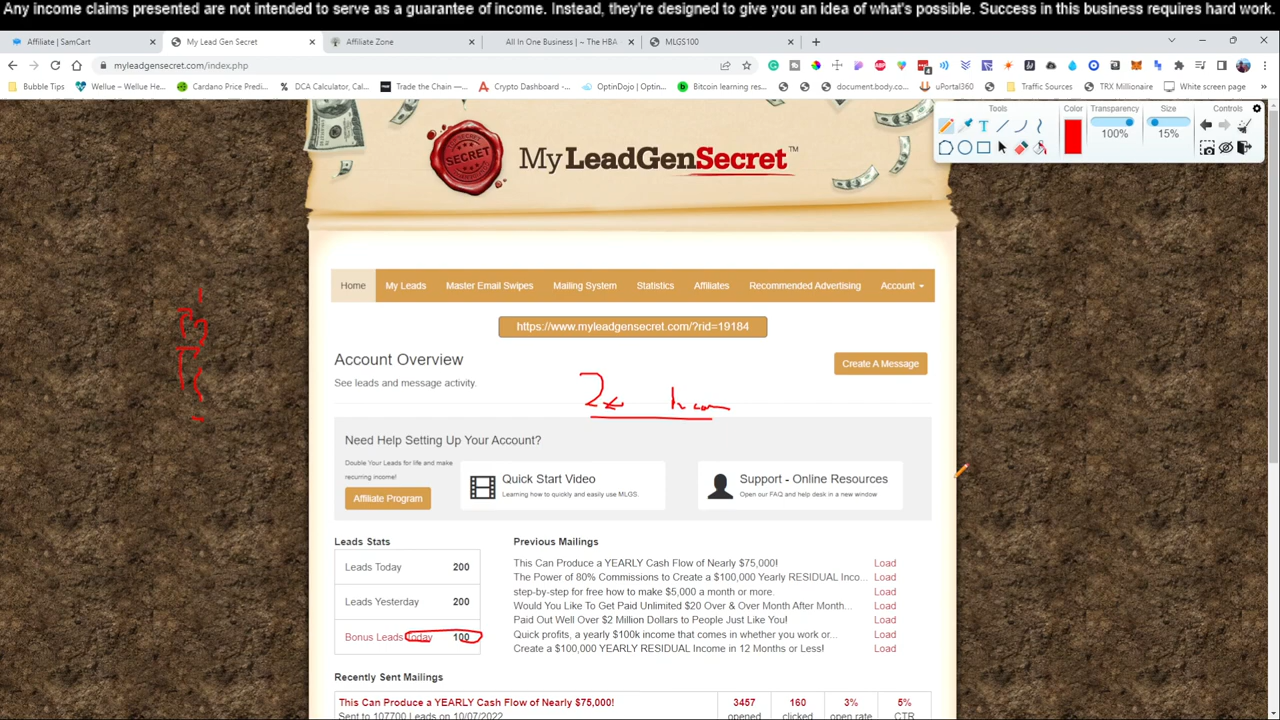 Any income claims presented are not intended to serve as a guarantee of income. Instead, they're designed to give you an idea of what's possible. Success in this business requires hard work.
Affiliate | SamCart
My Lead Gen Secret
Affiliate Zone
All In One Business | ~ The HBA
MLGS100
myleadgensecret.com/index.php
Bubble Tips
Wellue – Wellue He...
Cardano Price Predi...
DCA Calculator, Cal...
Trade the Chain —...
Crypto Dashboard -...
OptinDojo | Optin...
Bitcoin learning res...
document.body.co...
uPortal360
Traffic Sources
TRX Millionaire
White screen page
Tools
Color
Transparency
Size
Controls
100%
15%
SECRET
MyLeadGenSecret™
Home
My Leads
Master Email Swipes
Mailing System
Statistics
Affiliates
Recommended Advertising
Account
https://www.myleadgensecret.com/?rid=19184
Account Overview
Create A Message
See leads and message activity.
Need Help Setting Up Your Account?
Double Your Leads for life and make
recurring income!
Affiliate Program
Quick Start Video
Learning how to quickly and easily use MLGS.
Support - Online Resources
Open our FAQ and help desk in a new window
Leads Stats
Leads Today 200
Leads Yesterday 200
Bonus Leads Today 100
Previous Mailings
This Can Produce a YEARLY Cash Flow of Nearly $75,000! Load
The Power of 80% Commissions to Create a $100,000 Yearly RESIDUAL Inco... Load
step-by-step for free how to make $5,000 a month or more. Load
Would You Like To Get Paid Unlimited $20 Over & Over Month After Month... Load
Paid Out Well Over $2 Million Dollars to People Just Like You! Load
Quick profits, a yearly $100k income that comes in whether you work or... Load
Create a $100,000 YEARLY RESIDUAL Income in 12 Months or Less! Load
Recently Sent Mailings
This Can Produce a YEARLY Cash Flow of Nearly $75,000! 3457 160 3% 5%
Sent to 107700 Leads on 10/07/2022 opened clicked open rate CTR